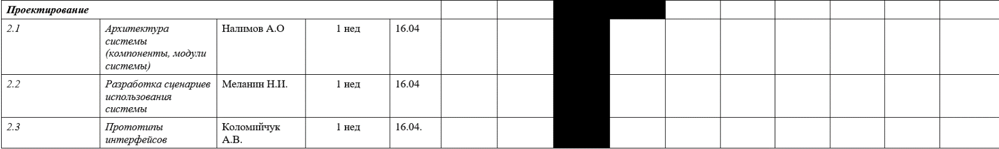 Проектирование
2.1
Архитектура
системы
(компоненты, модули
системы)
Налимов А.О
1 нед
16.04
2.2
Разработка сценариев
использования
системы
Меланин Н.И.
1 нед
16.04
2.3
Прототипы
интерфейсов
Коломийчук
А.В.
1 нед
16.04.